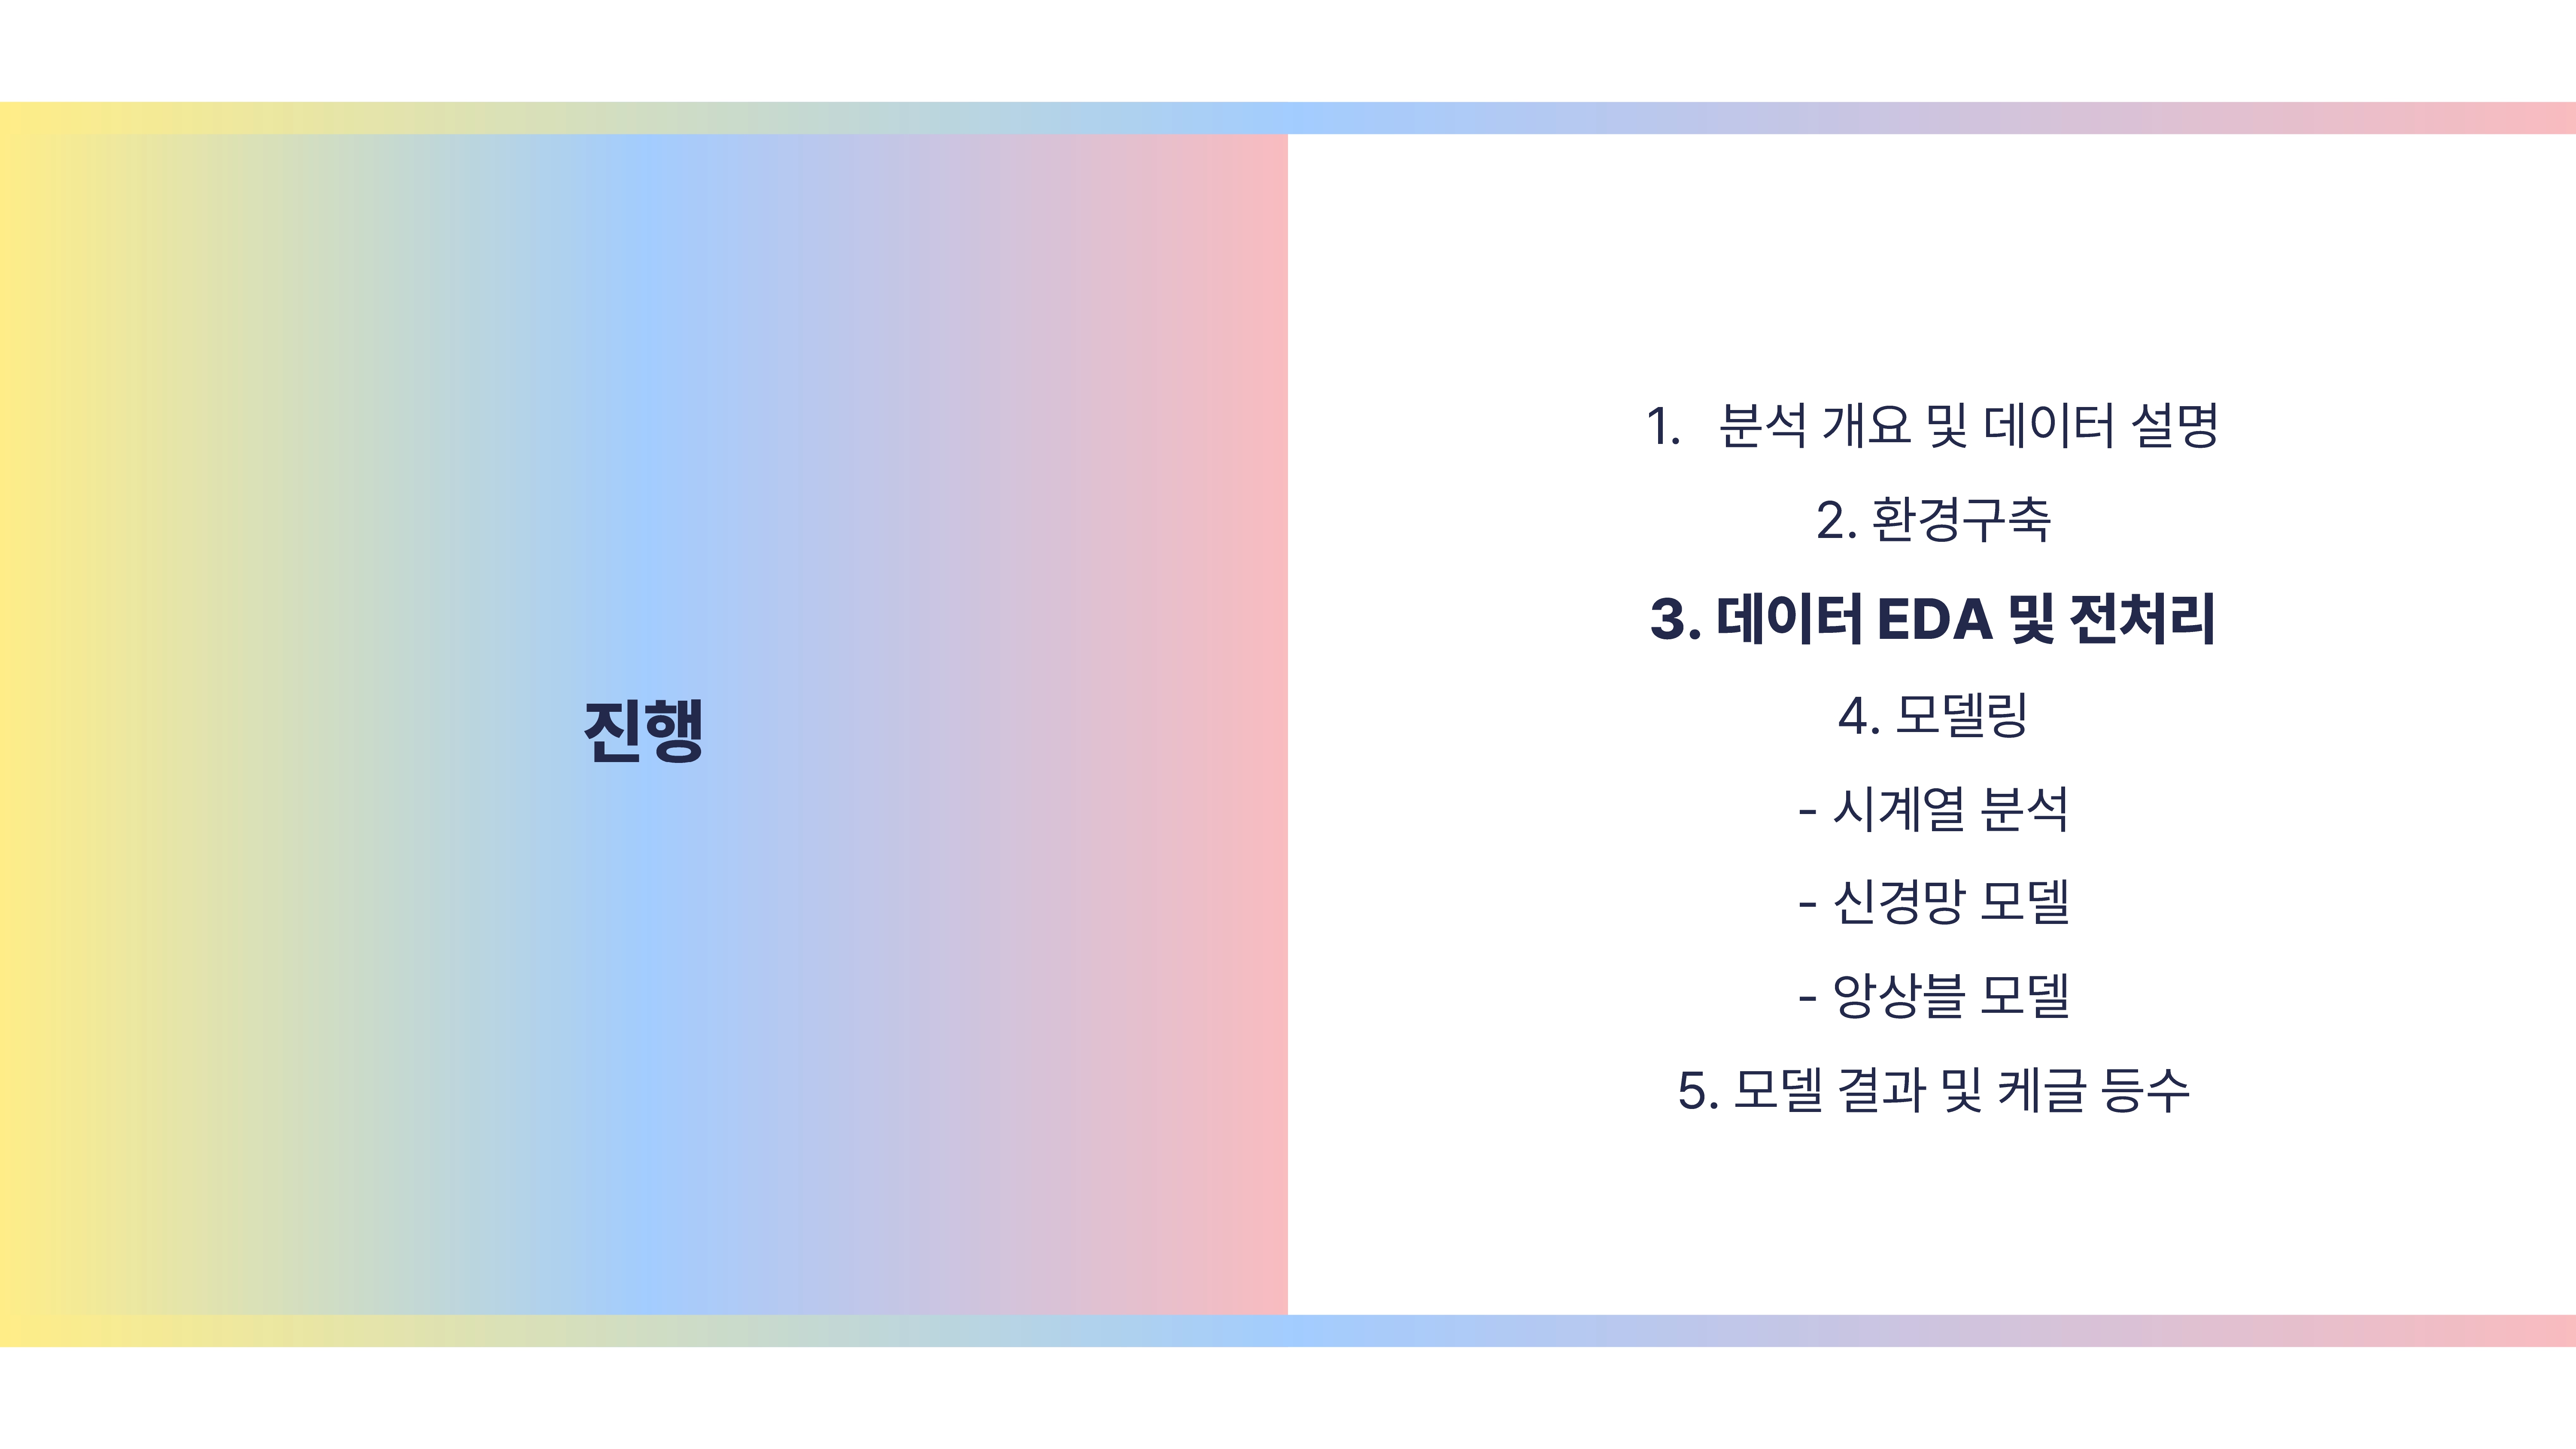 진행
1. 분석 개요 및 데이터 설명
2. 환경구축
3. 데이터 EDA 및 전처리
4. 모델링
- 시계열 분석
- 신경망 모델
- 앙상블 모델
5. 모델 결과 및 케글 등수